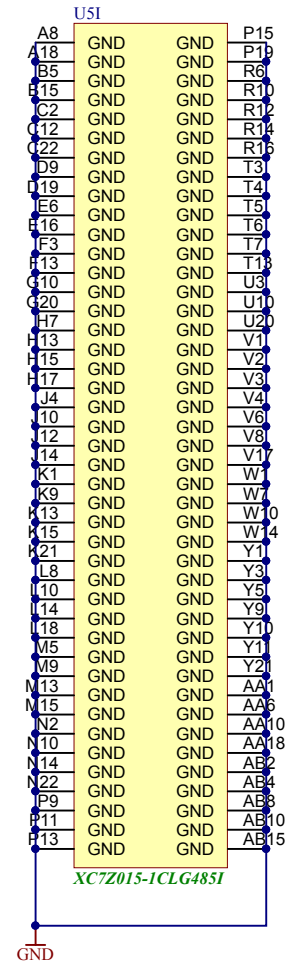 U5I
A8 GND GND P15
A18 GND GND P19
B5 GND GND R6
B15 GND GND R10
C2 GND GND R12
C12 GND GND R14
C22 GND GND R16
D9 GND GND T3
D19 GND GND T4
E6 GND GND T5
E16 GND GND T6
F3 GND GND T7
F13 GND GND T13
G10 GND GND U3
G20 GND GND U10
H7 GND GND U20
H13 GND GND V1
H15 GND GND V2
H17 GND GND V3
J4 GND GND V4
J10 GND GND V6
J12 GND GND V8
J14 GND GND V17
K1 GND GND W1
K9 GND GND W7
K13 GND GND W10
K15 GND GND W14
K21 GND GND Y1
L8 GND GND Y3
L10 GND GND Y5
L14 GND GND Y9
L18 GND GND Y10
M5 GND GND Y11
M9 GND GND Y21
M13 GND GND AA1
M15 GND GND AA6
N2 GND GND AA10
N10 GND GND AA18
N14 GND GND AB2
N22 GND GND AB4
P9 GND GND AB8
P11 GND GND AB10
P13 GND GND AB15
XC7Z015-1CLG485I
GND